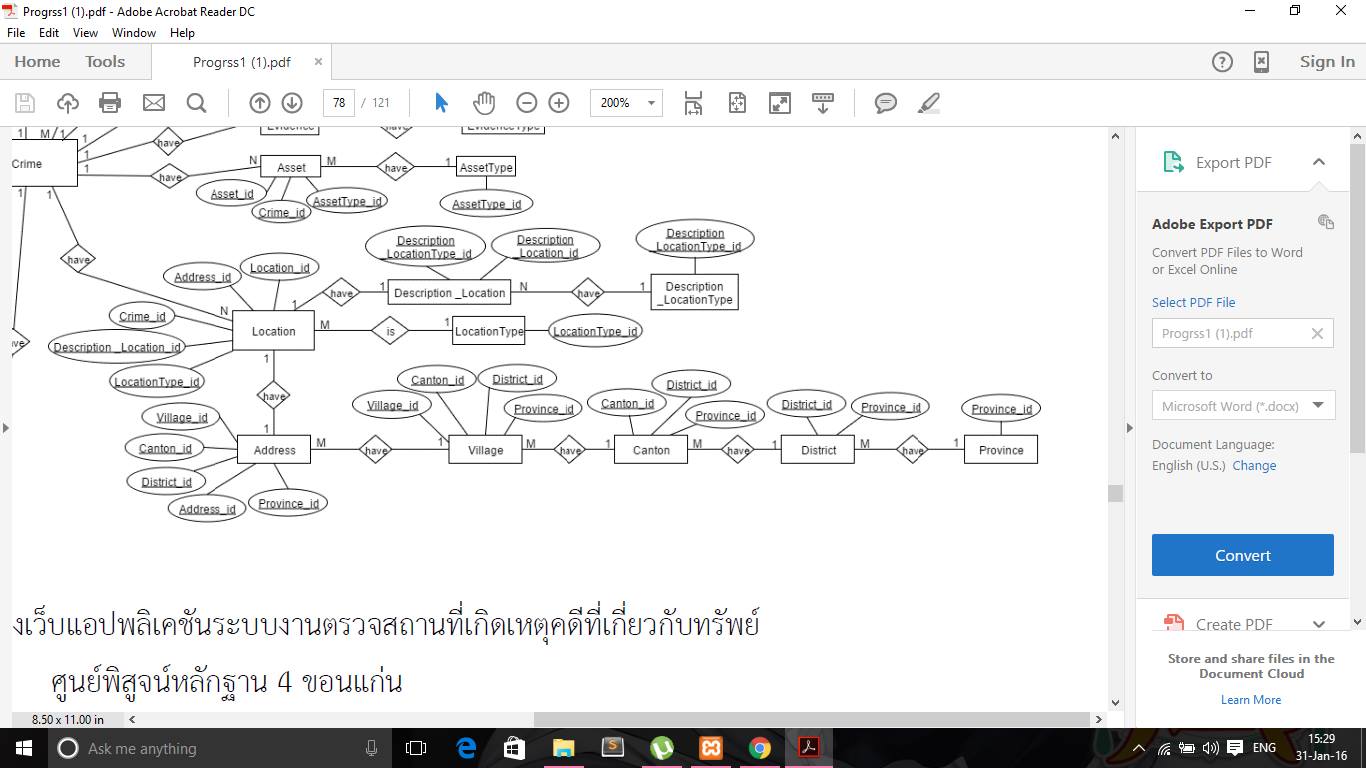 Progrss1 (1).pdf - Adobe Acrobat Reader DC
File Edit View Window Help
Home Tools Progrss1 (1).pdf × Sign In
78 / 121 200%
M/1 1
1
1
1
1 1
Crime
have
have
N Asset M have 1 AssetType
Asset_id Crime_id AssetType_id AssetType_id
have
Address_id Location_id
Description _LocationType_id
Description _Location_id
Description _LocationType_id
1 have 1 Description _Location N have 1 Description _LocationType
Crime_id N Location M is 1 LocationType LocationType_id
Description _Location_id
LocationType_id
1 have 1
Village_id Canton_id District_id Address_id Province_id
Village_id Canton_id District_id Province_id
Canton_id District_id Province_id
District_id Province_id
Province_id
Address M have 1 Village M have 1 Canton M have 1 District M have 1 Province
งเว็บแอปพลิเคชันระบบงานตรวจสถานที่เกิดเหตุคดีที่เกี่ยวกับทรัพย์
ศูนย์พิสูจน์หลักฐาน 4 ขอนแก่น
8.50 x 11.00 in
Export PDF
Adobe Export PDF
Convert PDF Files to Word
or Excel Online
Select PDF File
Progrss1 (1).pdf
Convert to
Microsoft Word (*.docx)
Document Language:
English (U.S.) Change
Convert
Create PDF
Store and share files in the
Document Cloud
Learn More
Ask me anything
ENG
15:29
31-Jan-16